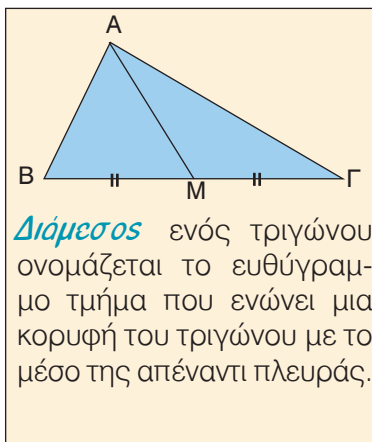 Α
Β
Μ
Γ
Διάμεσος ενός τριγώνου
ονομάζεται το ευθύγραμ-
μο τμήμα που ενώνει μια
κορυφή του τριγώνου με το
μέσο της απέναντι πλευράς.